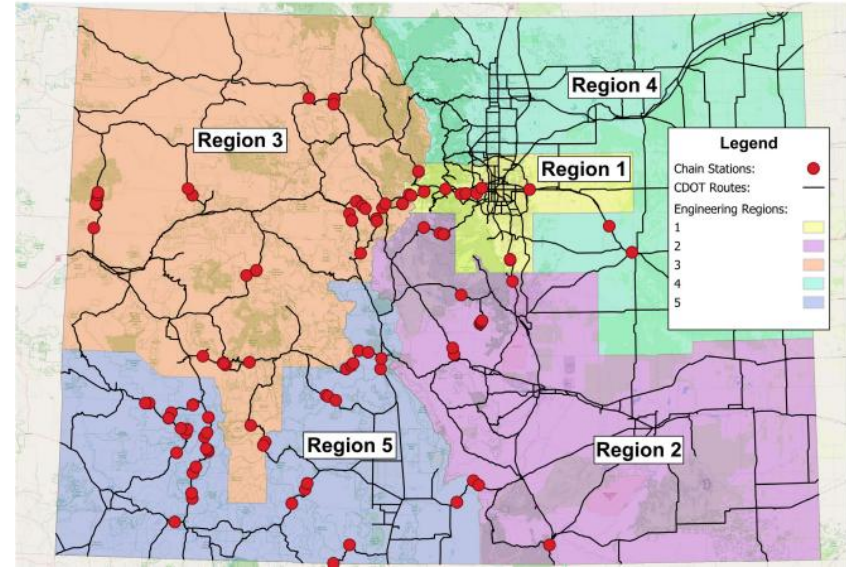 Region 4
Region 3
Region 1
Legend
Chain Stations:
CDOT Routes:
Engineering Regions:
1
2
3
4
5
Region 5
Region 2